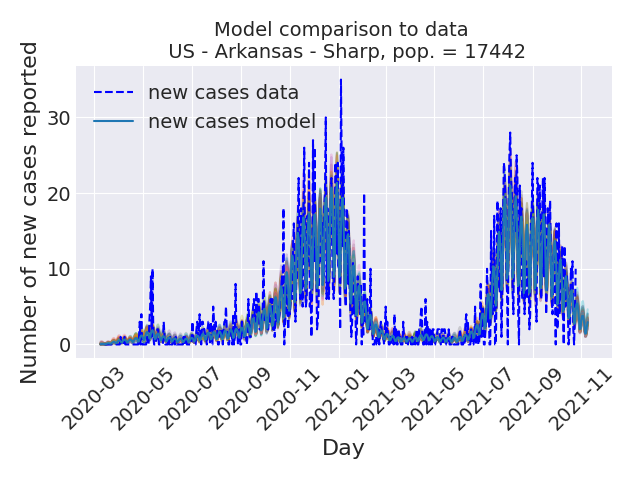 Model comparison to data
US - Arkansas - Sharp, pop. = 17442
Number of new cases reported
new cases data
new cases model
30
20
10
0
2020-03
2020-05
2020-07
2020-09
2020-11
2021-01
2021-03
2021-05
2021-07
2021-09
2021-11
Day